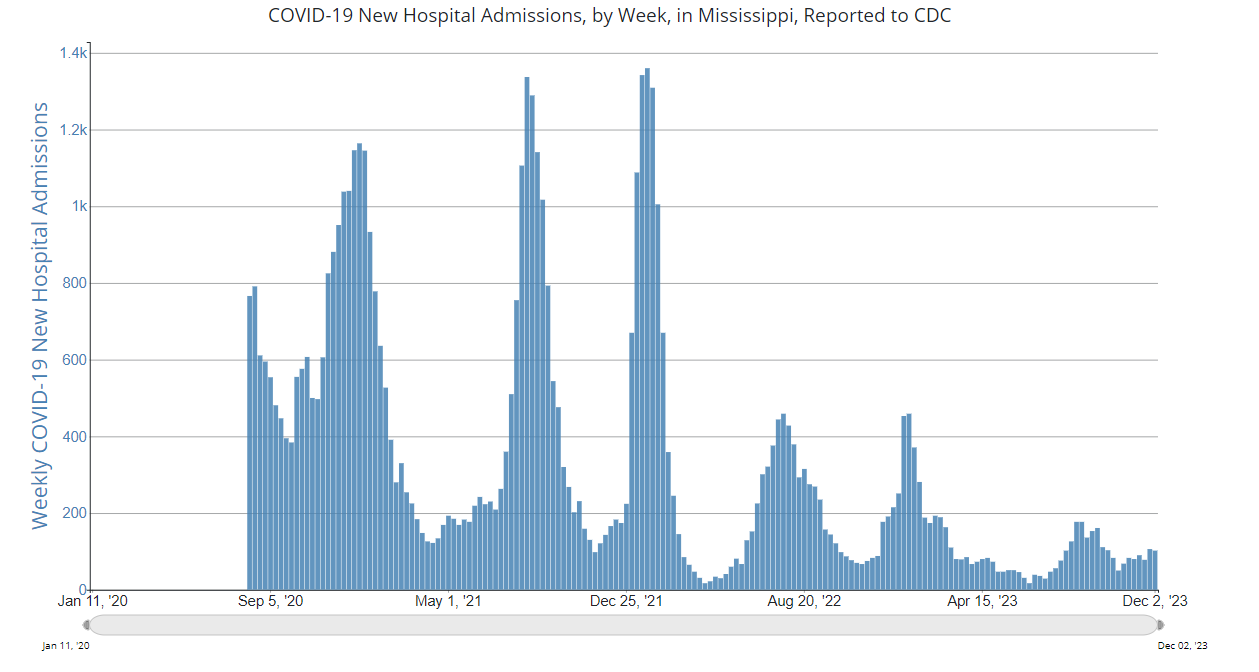 COVID-19 New Hospital Admissions, by Week, in Mississippi, Reported to CDC
Weekly COVID-19 New Hospital Admissions
1.4k
1.2k
1k
800
600
400
200
0
Jan 11, '20
Sep 5, '20
May 1, '21
Dec 25, '21
Aug 20, '22
Apr 15, '23
Dec 2, '23
Jan 11, '20
Dec 02, '23